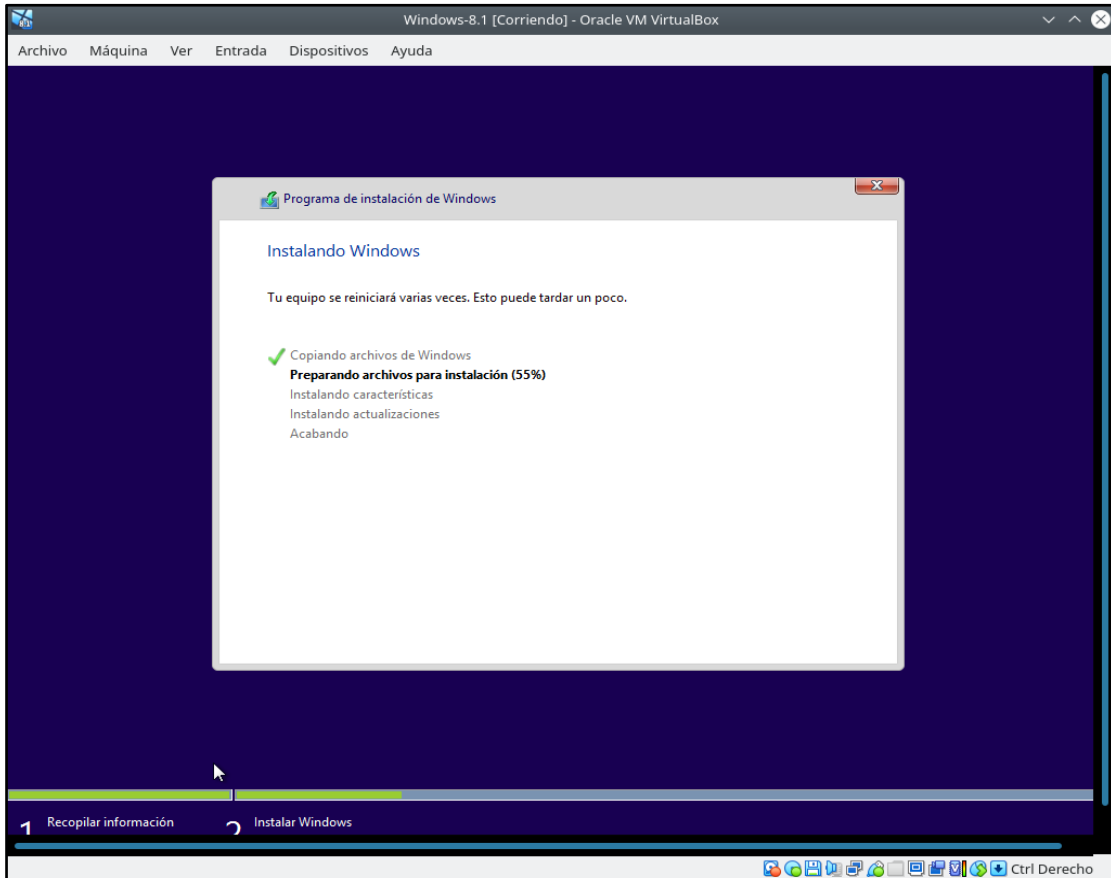 Windows-8.1 [Corriendo] - Oracle VM VirtualBox
Archivo Máquina Ver Entrada Dispositivos Ayuda
Programa de instalación de Windows
Instalando Windows
Tu equipo se reiniciará varias veces. Esto puede tardar un poco.
Copiando archivos de Windows
Preparando archivos para instalación (55%)
Instalando características
Instalando actualizaciones
Acabando
1 Recopilar información 2 Instalar Windows
Ctrl Derecho